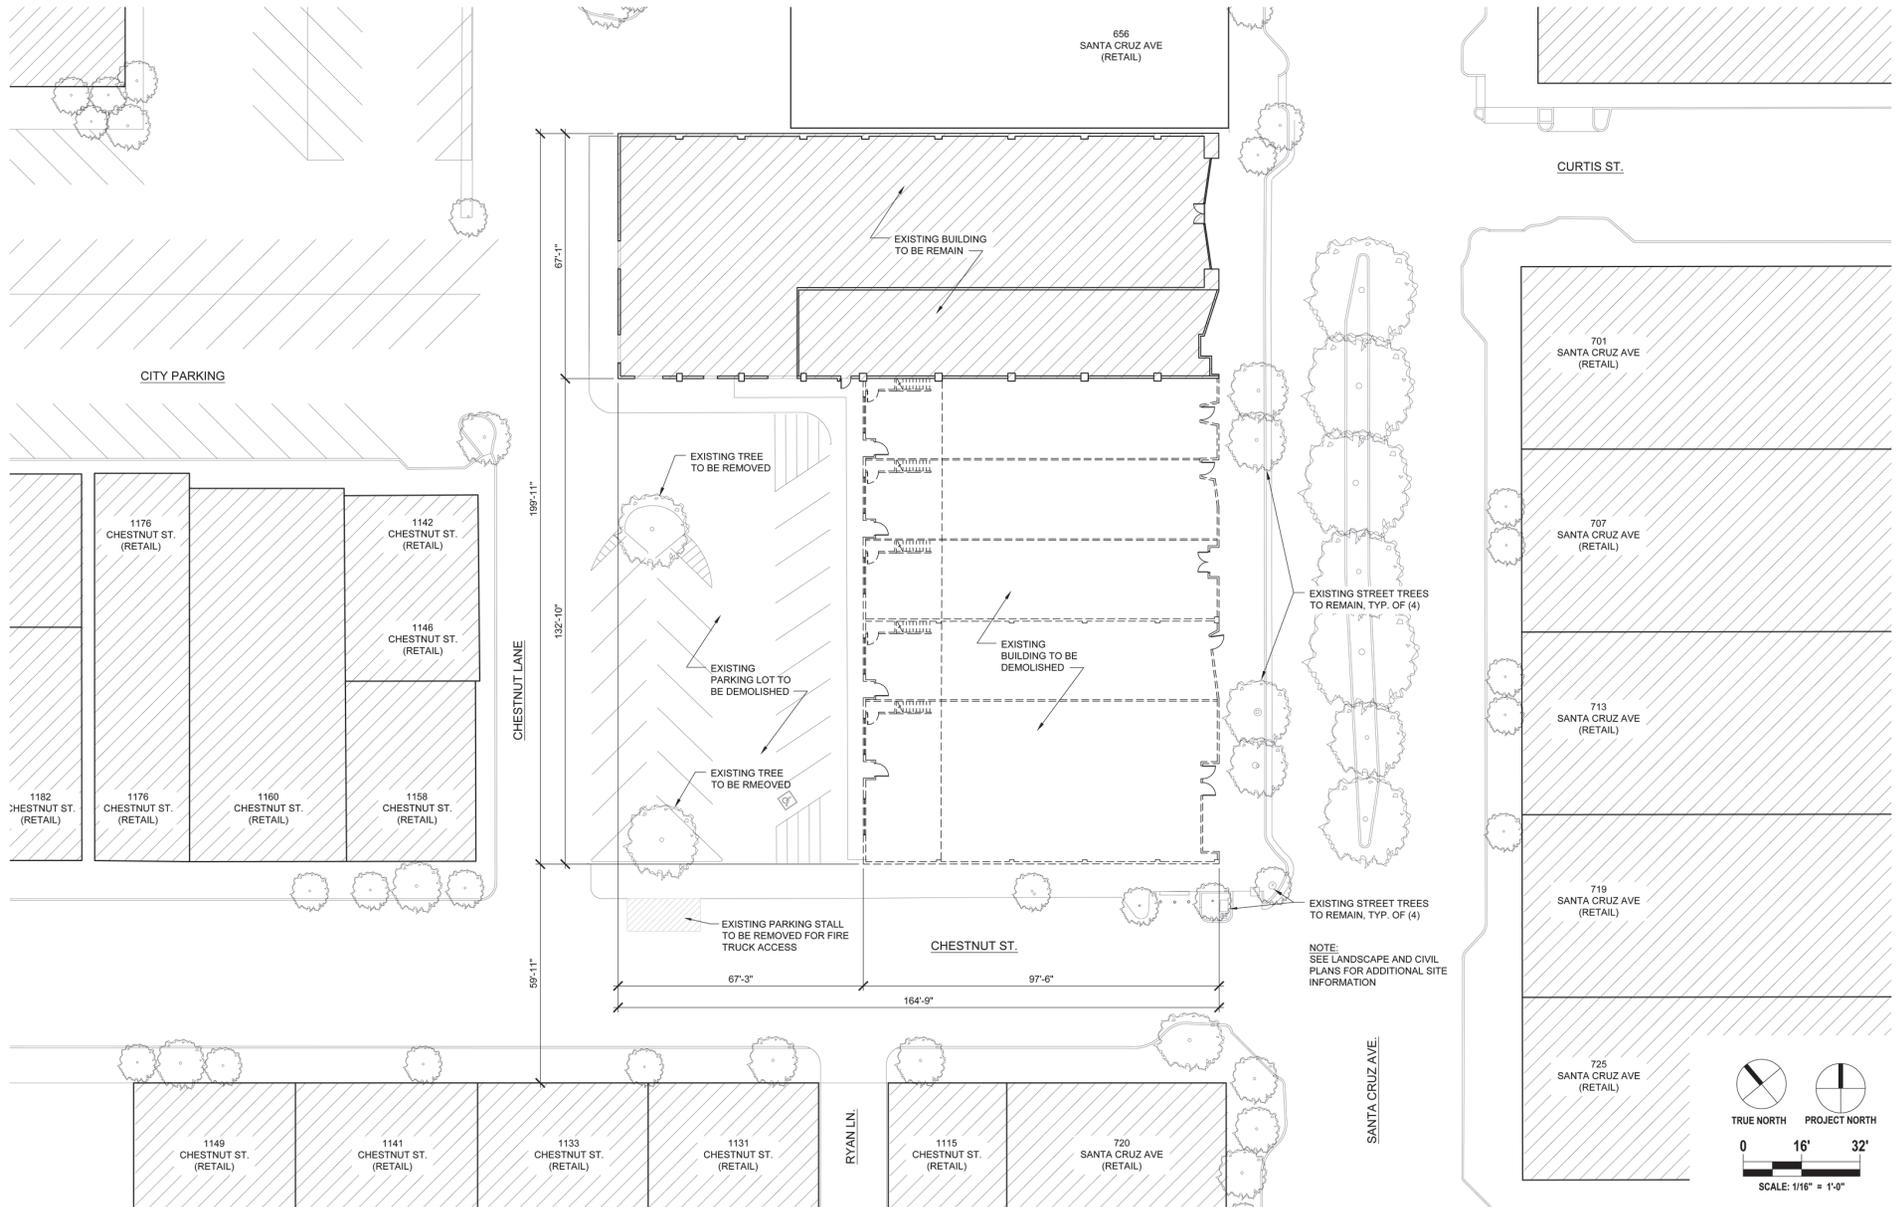 656
SANTA CRUZ AVE
(RETAIL)
CURTIS ST.
67'-1"
EXISTING BUILDING
TO BE REMAIN
CITY PARKING
701
SANTA CRUZ AVE
(RETAIL)
EXISTING TREE
TO BE REMOVED
199'-11"
1176
CHESTNUT ST.
(RETAIL)
1142
CHESTNUT ST.
(RETAIL)
707
SANTA CRUZ AVE
(RETAIL)
132'-10"
EXISTING STREET TREES
TO REMAIN, TYP. OF (4)
1146
CHESTNUT ST.
(RETAIL)
CHESTNUT LANE
EXISTING
BUILDING TO BE
DEMOLISHED
EXISTING
PARKING LOT TO
BE DEMOLISHED
713
SANTA CRUZ AVE
(RETAIL)
EXISTING TREE
TO BE RMEOVED
1182
CHESTNUT ST.
(RETAIL)
1176
CHESTNUT ST.
(RETAIL)
1160
CHESTNUT ST.
(RETAIL)
1158
CHESTNUT ST.
(RETAIL)
719
SANTA CRUZ AVE
(RETAIL)
EXISTING STREET TREES
TO REMAIN, TYP. OF (4)
EXISTING PARKING STALL
TO BE REMOVED FOR FIRE
TRUCK ACCESS
CHESTNUT ST.
NOTE:
SEE LANDSCAPE AND CIVIL
PLANS FOR ADDITIONAL SITE
INFORMATION
59'-11"
67'-3"
97'-6"
164'-9"
SANTA CRUZ AVE.
725
SANTA CRUZ AVE
(RETAIL)
RYAN LN.
1149
CHESTNUT ST.
(RETAIL)
1141
CHESTNUT ST.
(RETAIL)
1133
CHESTNUT ST.
(RETAIL)
1131
CHESTNUT ST.
(RETAIL)
1115
CHESTNUT ST.
(RETAIL)
720
SANTA CRUZ AVE
(RETAIL)
TRUE NORTH
PROJECT NORTH
0 16' 32'
SCALE: 1/16" = 1'-0"